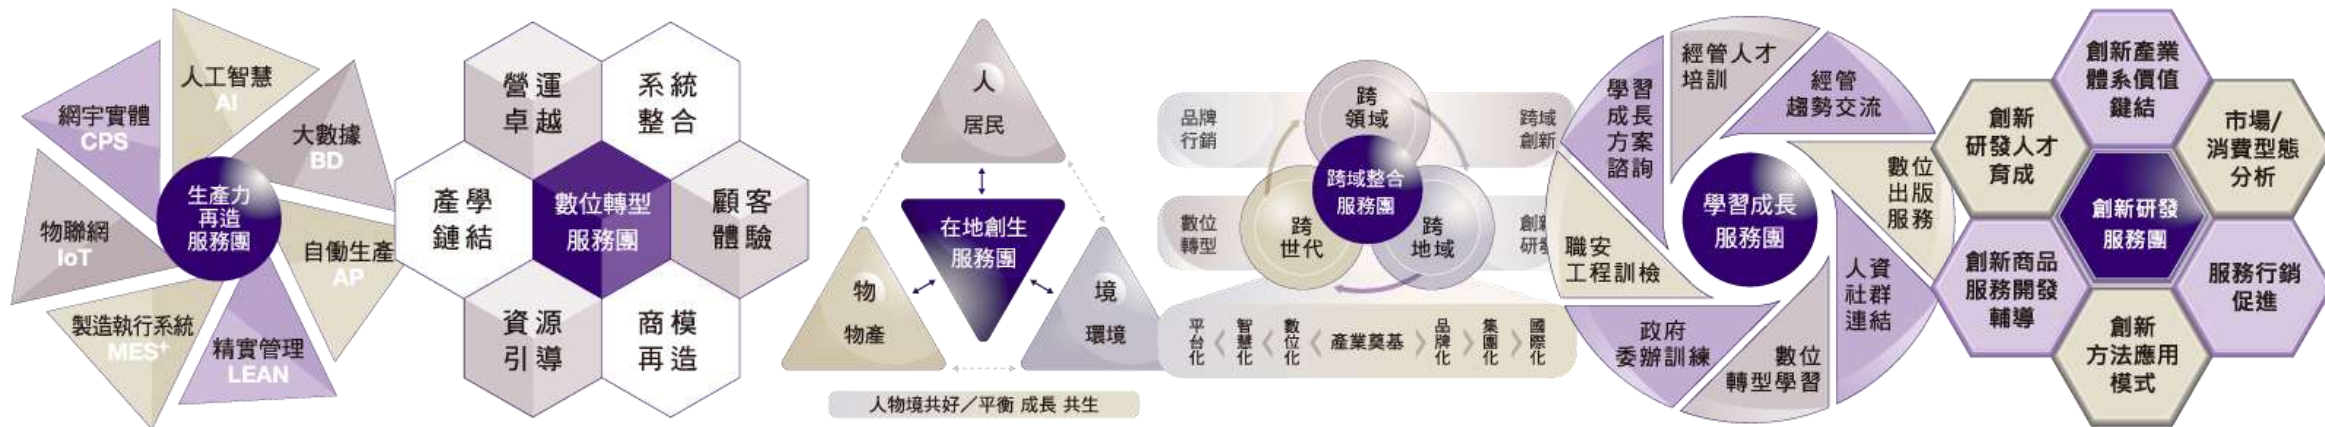 人工智慧
AI
大數據
BD
自働生產
AP
精實管理
LEAN
製造執行系統
MES+
物聯網
IoT
網宇實體
CPS
生產力
再造
服務團
營運
卓越
系統
整合
產學
鏈結
數位轉型
服務團
顧客
體驗
資源
引導
商模
再造
人
居民
在地創生
服務團
物
物產
境
環境
人物境共好／平衡 成長 共生
品牌
行銷
跨
領域
跨域
創新
跨域整合
服務團
數位
轉型
跨
世代
跨
地域
創新
研發
平台化
智慧化
數位化
產業奠基
品牌化
集團化
國際化
學習
成長
方案
諮詢
經管人才
培訓
經管
趨勢交流
數位
出版
服務
學習成長
服務團
職安
工程訓檢
人資
社群
連結
政府
委辦訓練
數位
轉型學習
創新產業
體系價值
鍵結
創新
研發人才
育成
市場/
消費型態
分析
創新研發
服務團
創新商品
服務開發
輔導
服務行銷
促進
創新
方法應用
模式